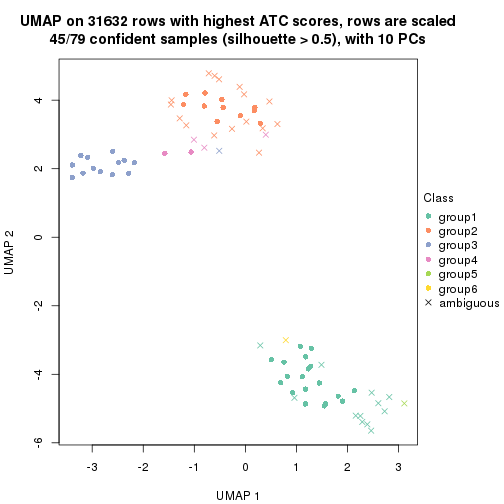 UMAP on 31632 rows with highest ATC scores, rows are scaled
45/79 confident samples (silhouette > 0.5), with 10 PCs
4
2
0
-2
-4
-6
UMAP 2
-3
-2
-1
0
1
2
3
UMAP 1
Class
group1
group2
group3
group4
group5
group6
ambiguous